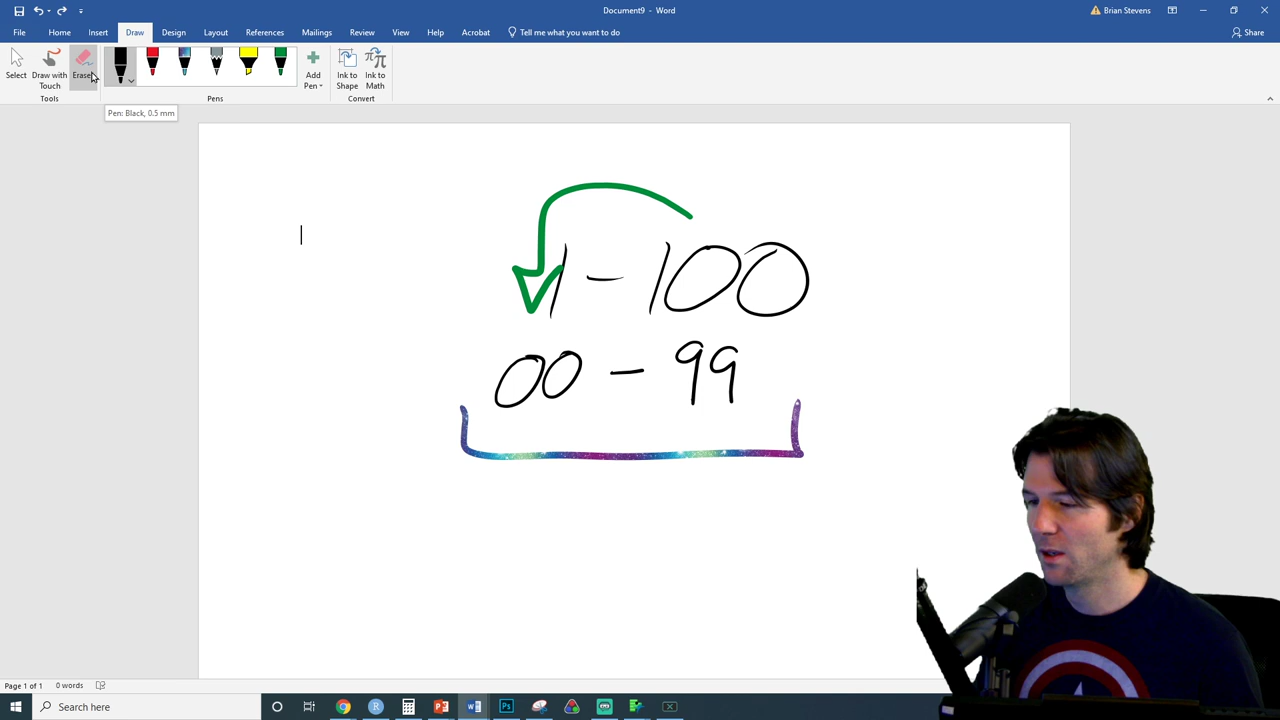 Document9 - Word
Brian Stevens
File Home Insert Draw Design Layout References Mailings Review View Help Acrobat Tell me what you want to do Share
Select
Draw with Touch
Eraser
Add Pen
Ink to Shape
Ink to Math
Tools
Pens
Convert
Pen: Black, 0.5 mm
1 - 100
00 - 99
Page 1 of 1 0 words
Search here